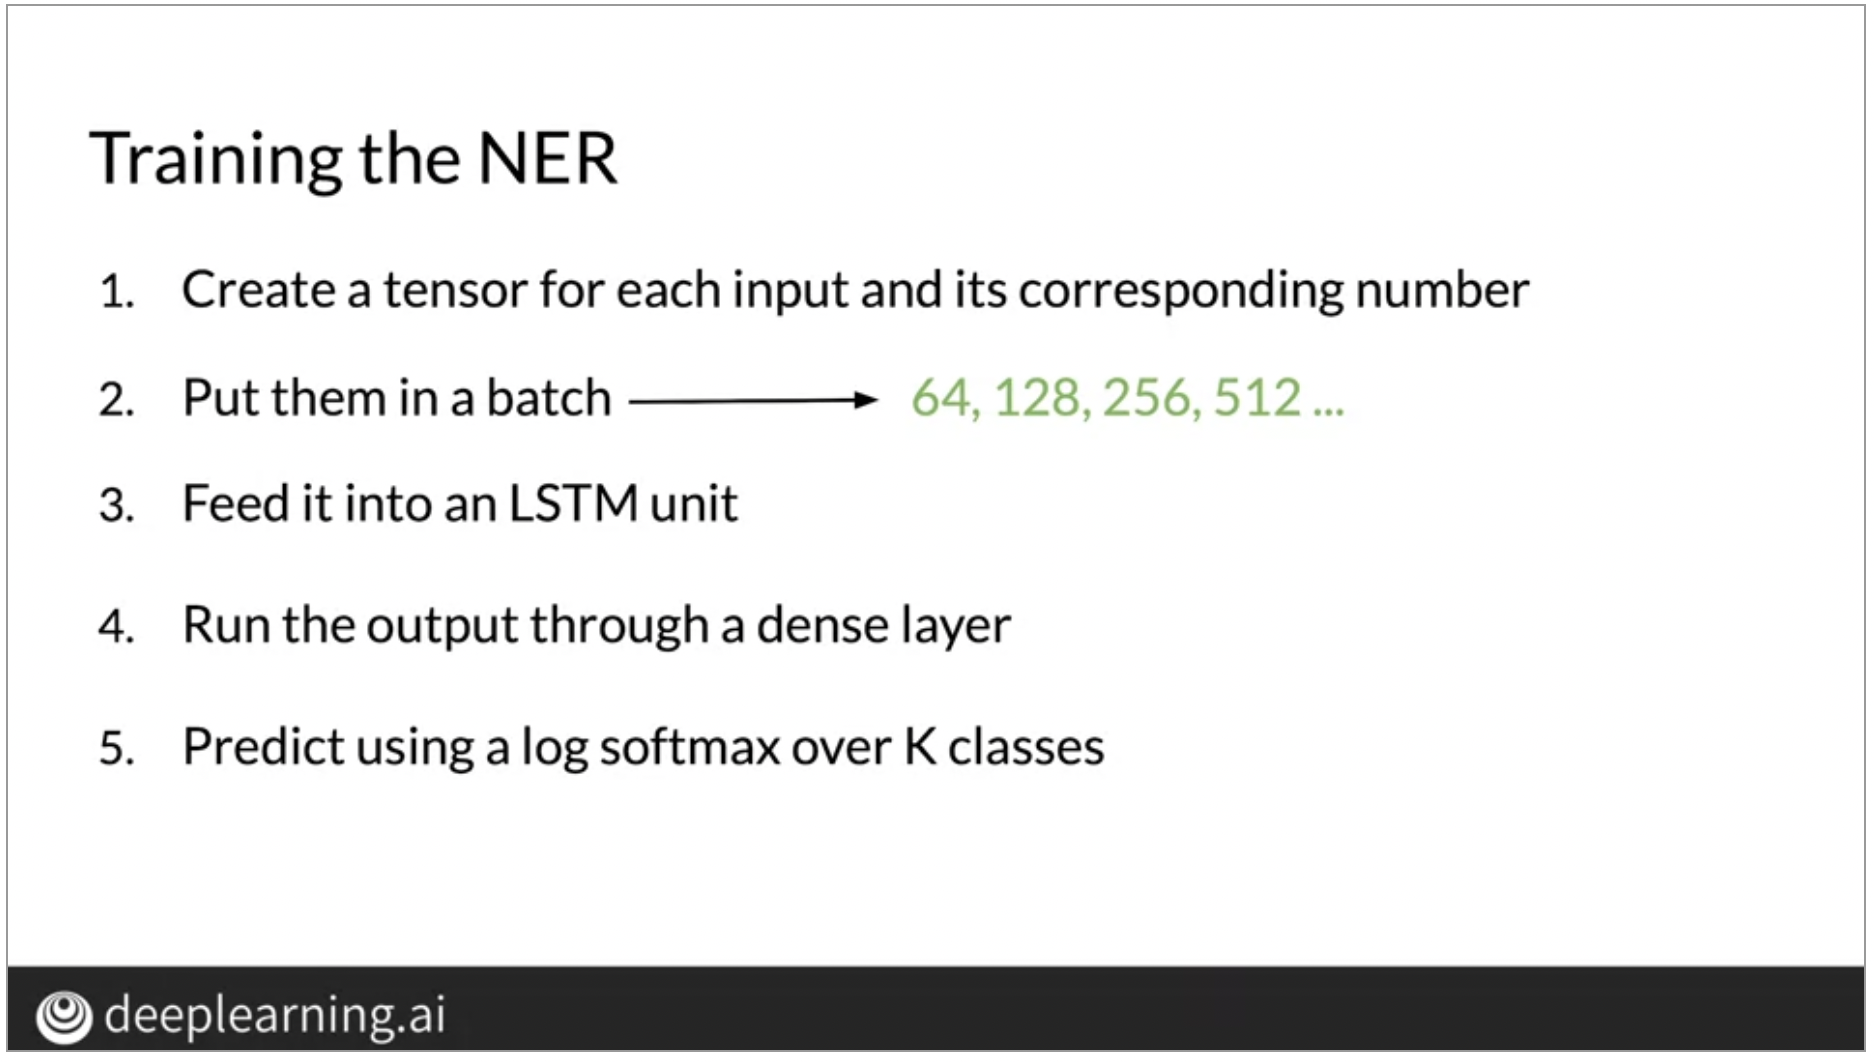 Training the NER
1. Create a tensor for each input and its corresponding number
2. Put them in a batch 64, 128, 256, 512 ...
3. Feed it into an LSTM unit
4. Run the output through a dense layer
5. Predict using a log softmax over K classes
deeplearning.ai